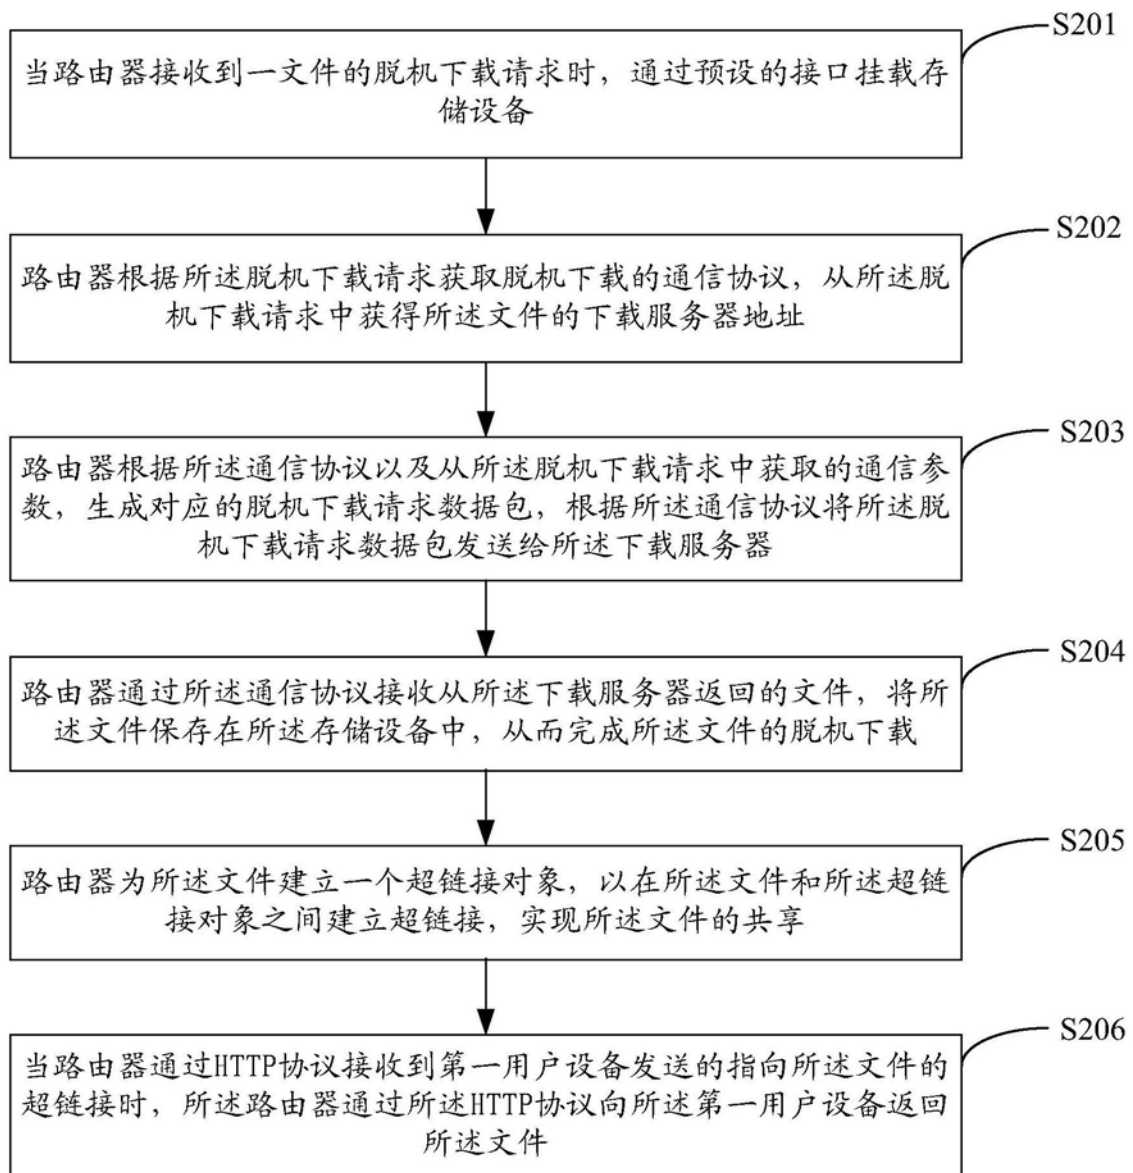 S201
当路由器接收到一文件的脱机下载请求时，通过预设的接口挂载存
储设备
S202
路由器根据所述脱机下载请求获取脱机下载的通信协议，从所述脱
机下载请求中获得所述文件的下载服务器地址
S203
路由器根据所述通信协议以及从所述脱机下载请求中获取的通信参
数，生成对应的脱机下载请求数据包，根据所述通信协议将所述脱
机下载请求数据包发送给所述下载服务器
S204
路由器通过所述通信协议接收从所述下载服务器返回的文件，将所
述文件保存在所述存储设备中，从而完成所述文件的脱机下载
S205
路由器为所述文件建立一个超链接对象，以在所述文件和所述超链
接对象之间建立超链接，实现所述文件的共享
S206
当路由器通过HTTP协议接收到第一用户设备发送的指向所述文件的
超链接时，所述路由器通过所述HTTP协议向所述第一用户设备返回
所述文件